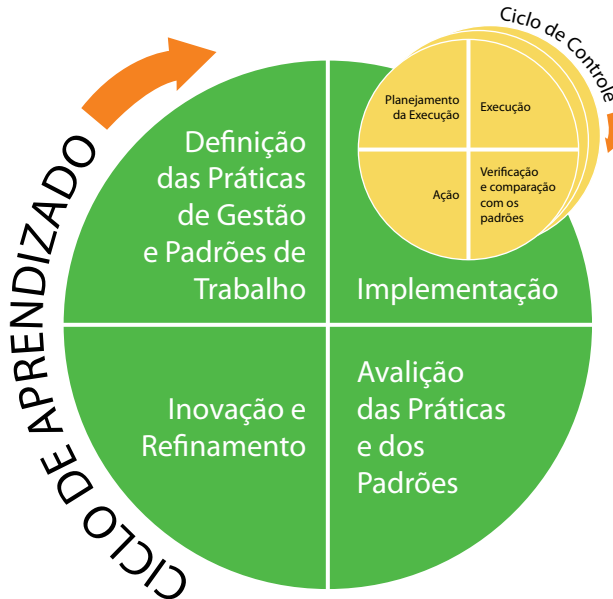 Ciclo de Controle
Planejamento
da Execução
Execução
Ação
Verificação
e comparação
com os
padrões
CICLO DE APRENDIZADO
Definição
das Práticas
de Gestão
e Padrões de
Trabalho
Implementação
Inovação e
Refinamento
Avalição
das Práticas
e dos
Padrões